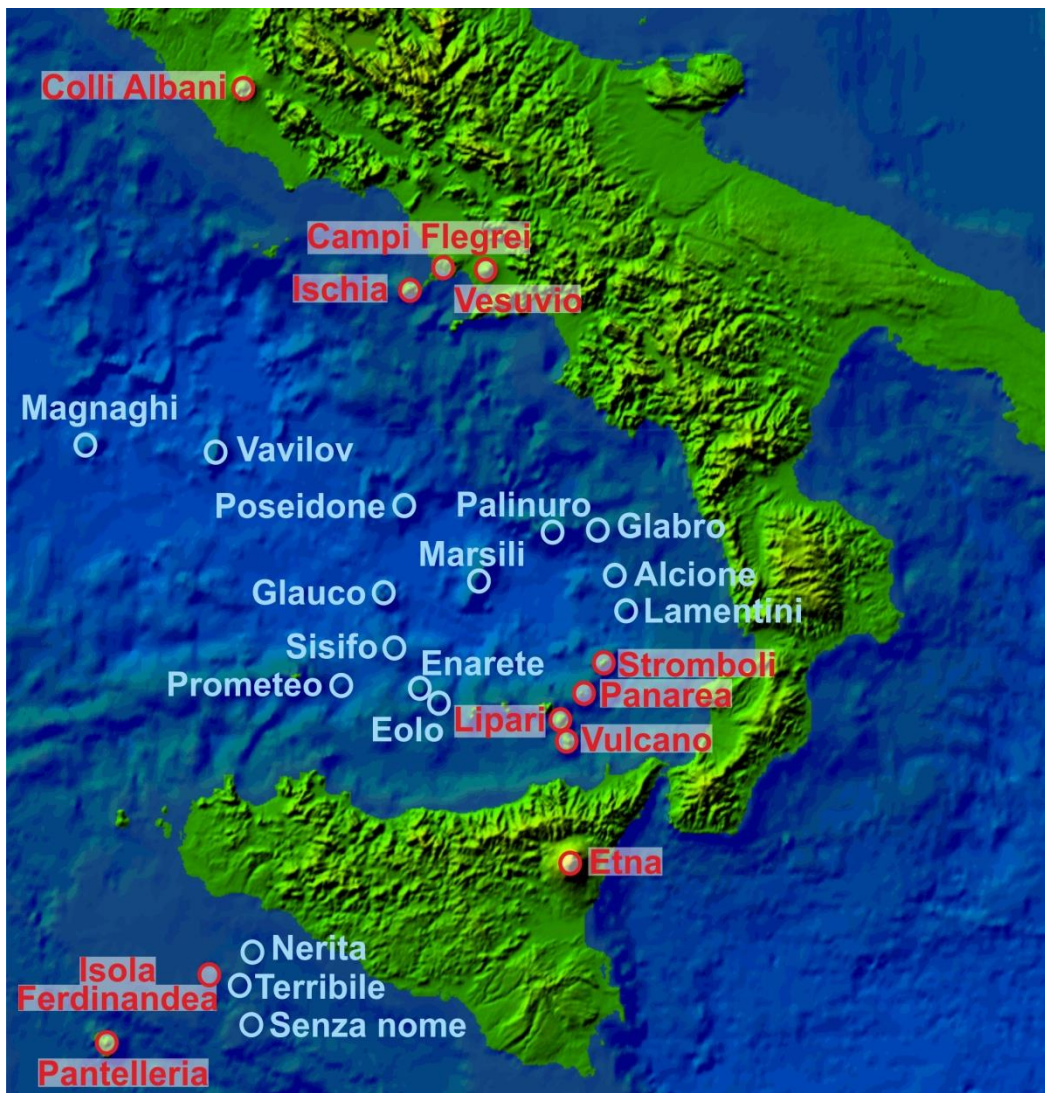 Colli Albani
Campi Flegrei
Ischia
Vesuvio
Magnaghi
Vavilov
Poseidone
Palinuro
Glabro
Marsili
Alcione
Glauco
Lamentini
Sisifo
Enarete
Stromboli
Prometeo
Panarea
Eolo
Lipari
Vulcano
Etna
Nerita
Isola
Ferdinandea
Terribile
Senza nome
Pantelleria